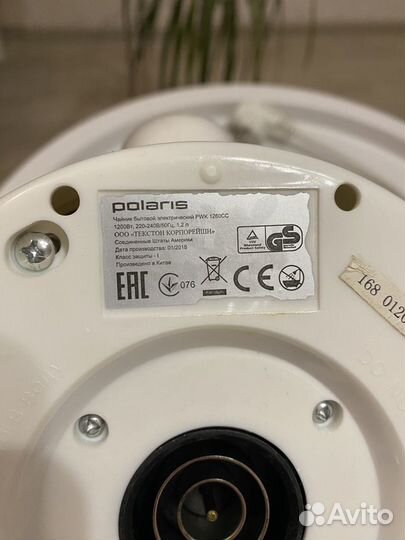 polaris
Чайник бытовой электрический PWK 1260CC
1200Вт, 220-240В/50Гц, 1,2 л
ООО «ТЕКСТОН КОРПОРЕЙШН»
Соединенные Штаты Америки
Дата производства: 01/2018
Класс защиты - I
Произведено в Китае
EAC
076
TÜV
GS
168 0120
Avito